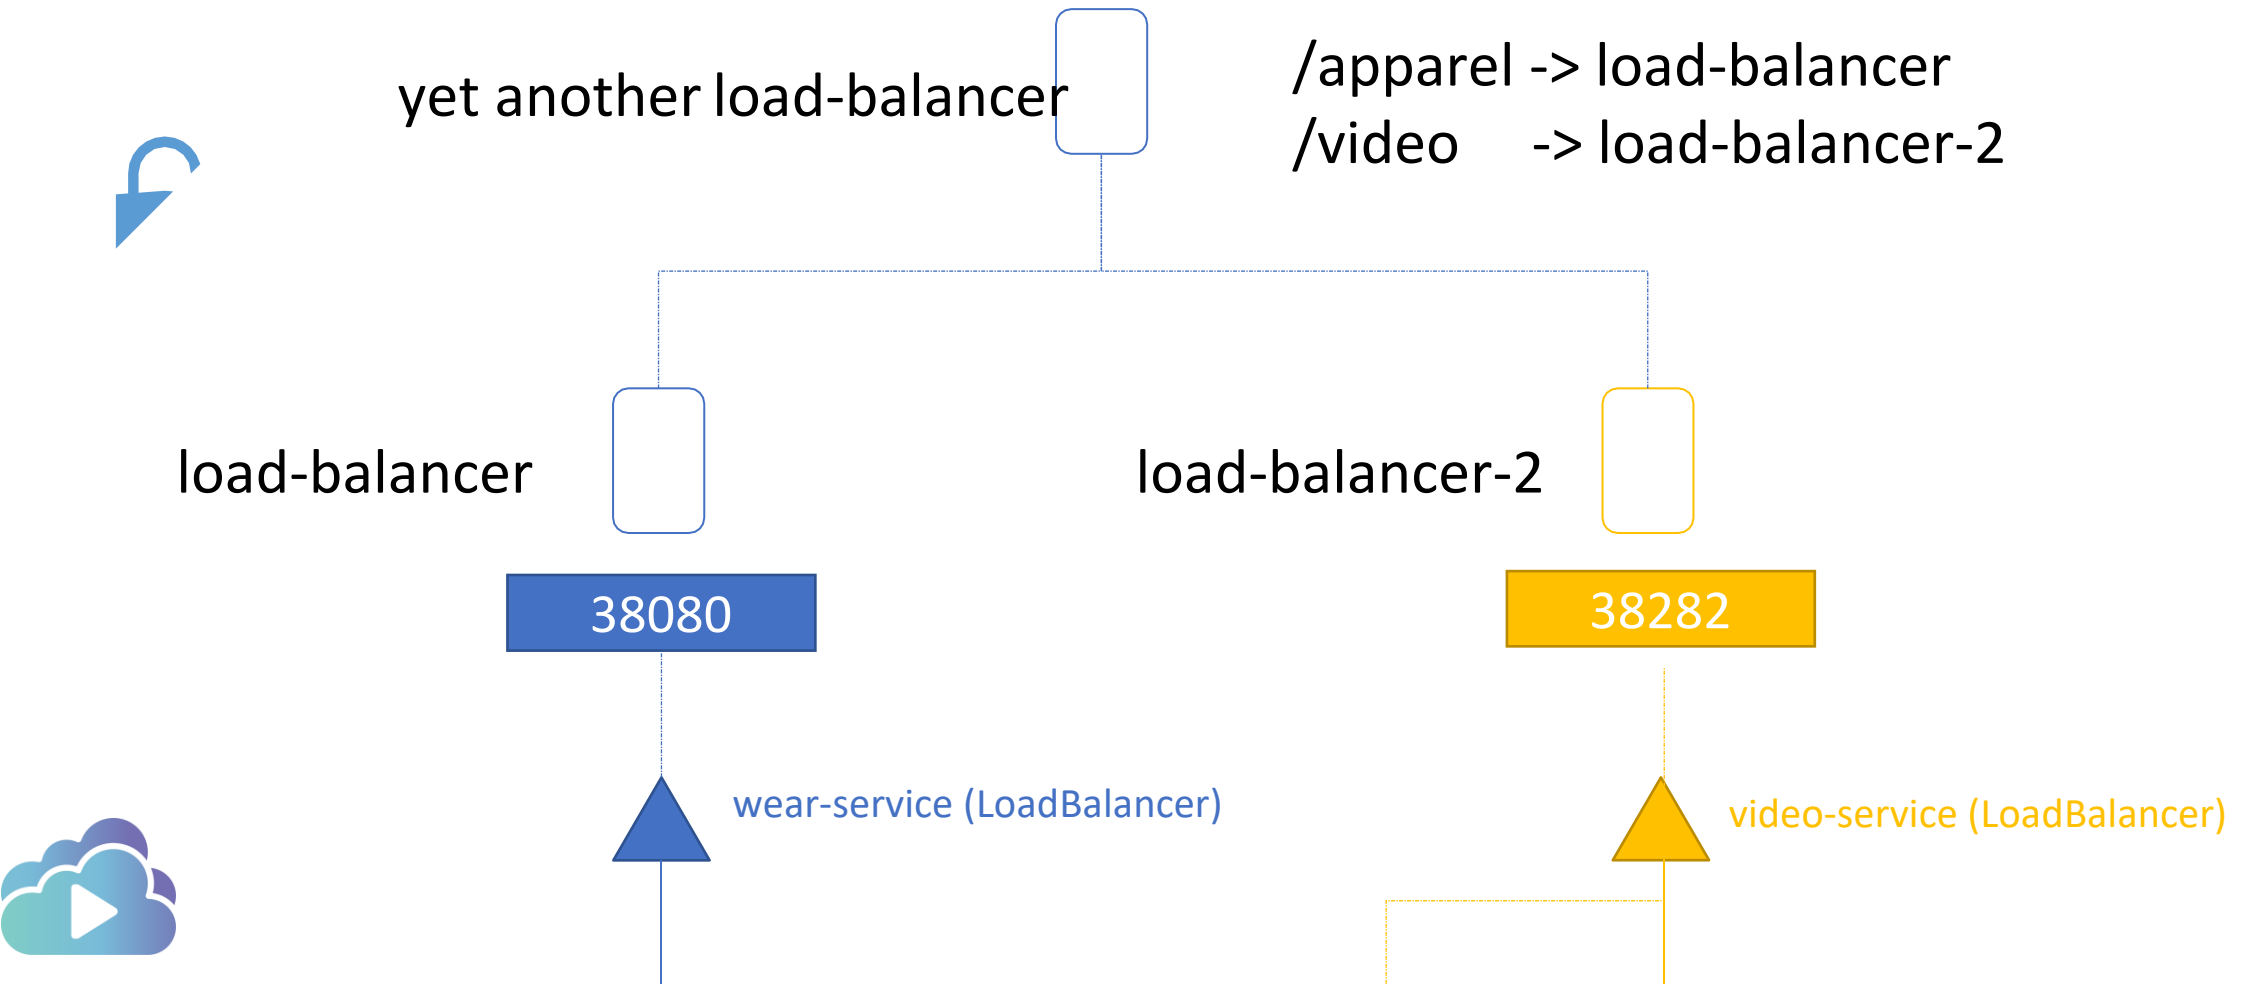 yet another load-balancer
/apparel -> load-balancer
/video -> load-balancer-2
load-balancer
load-balancer-2
38080
38282
wear-service (LoadBalancer)
video-service (LoadBalancer)